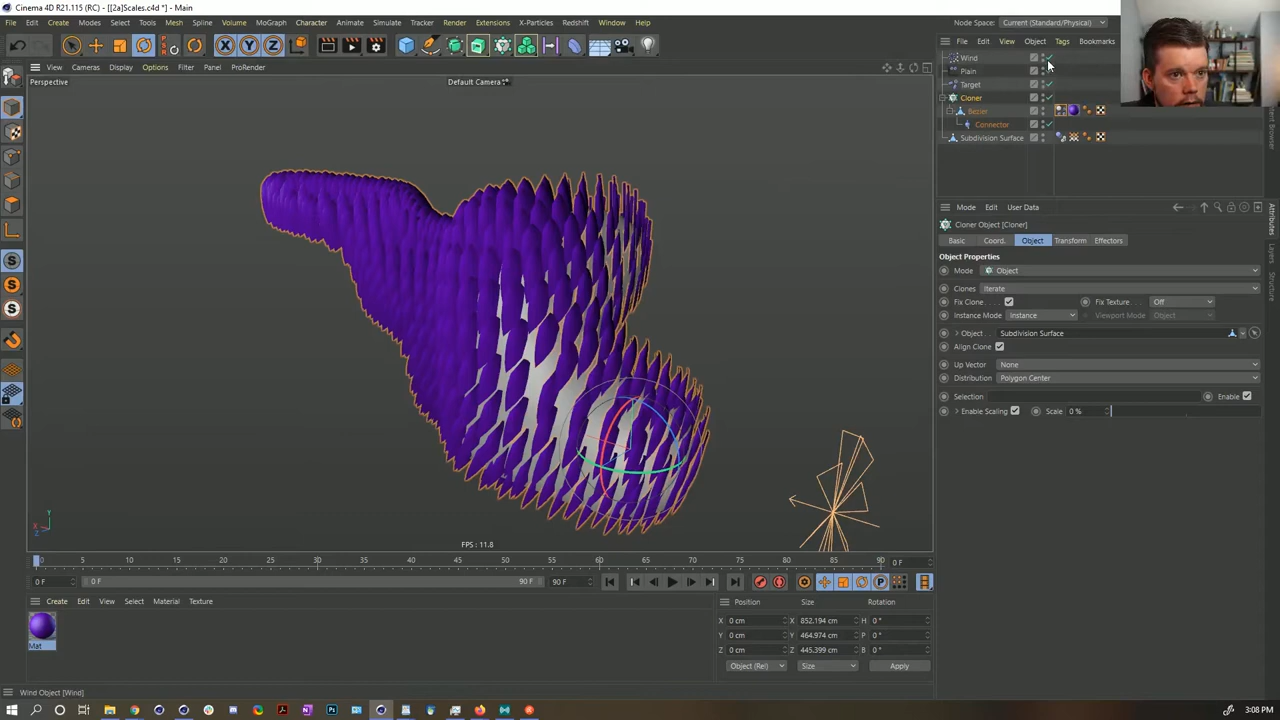 Cinema 4D R21.115 (RC) - [[2a]Scales.c4d *] - Main
File Edit Create Modes Select Tools Mesh Spline Volume MoGraph Character Animate Simulate Tracker Render Extensions X-Particles Redshift Window Help
Node Space: Current (Standard/Physical)
X Y Z
View Cameras Display Options Filter Panel ProRender
Perspective
Default Camera
File Edit View Object Tags Bookmarks
Wind
Plain
Target
Cloner
Bezier
Connector
Subdivision Surface
Content Browser
Mode Edit User Data
Cloner Object [Cloner]
Basic Coord. Object Transform Effectors
Object Properties
Mode Object
Clones Iterate
Fix Clone Fix Texture Off
Instance Mode Instance Viewport Mode Object
Object Subdivision Surface
Align Clone
Up Vector None
Distribution Polygon Center
Selection Enable
Enable Scaling Scale 0 %
Attributes
Layers
Structure
Y
X
Z
FPS : 11.8
0 5 10 15 20 25 30 35 40 45 50 55 60 65 70 75 80 85 90 0 F
0 F 0 F 90 F 90 F
Create Edit View Select Material Texture
Mat
Position Size Rotation
X 0 cm X 852.194 cm H 0 °
Y 0 cm Y 464.974 cm P 0 °
Z 0 cm Z 445.399 cm B 0 °
Object (Rel) Size Apply
Wind Object [Wind]
3:08 PM